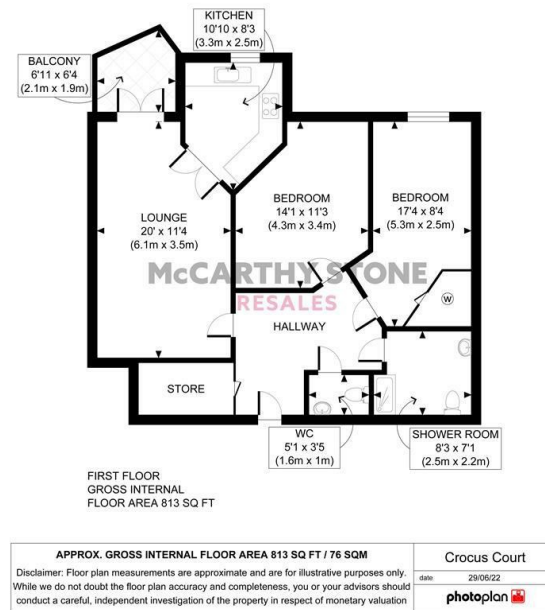 KITCHEN
10'10 x 8'3
(3.3m x 2.5m)
BALCONY
6'11 x 6'4
(2.1m x 1.9m)
BEDROOM
14'1 x 11'3
(4.3m x 3.4m)
BEDROOM
17'4 x 8'4
(5.3m x 2.5m)
LOUNGE
20' x 11'4
(6.1m x 3.5m)
McCARTHY STONE
RESALES
W
HALLWAY
STORE
WC
5'1 x 3'5
(1.6m x 1m)
SHOWER ROOM
8'3 x 7'1
(2.5m x 2.2m)
FIRST FLOOR
GROSS INTERNAL
FLOOR AREA 813 SQ FT
APPROX. GROSS INTERNAL FLOOR AREA 813 SQ FT / 76 SQM
Disclaimer: Floor plan measurements are approximate and are for illustrative purposes only.
While we do not doubt the floor plan accuracy and completeness, you or your advisors should
conduct a careful, independent investigation of the property in respect of monetary valuation
Crocus Court
date 29/06/22
photoplan